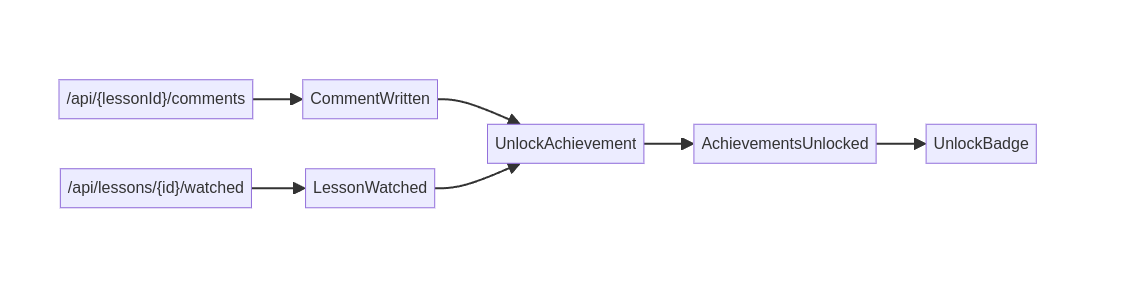 /api/{lessonId}/comments
CommentWritten
UnlockAchievement
AchievementsUnlocked
UnlockBadge
/api/lessons/{id}/watched
LessonWatched